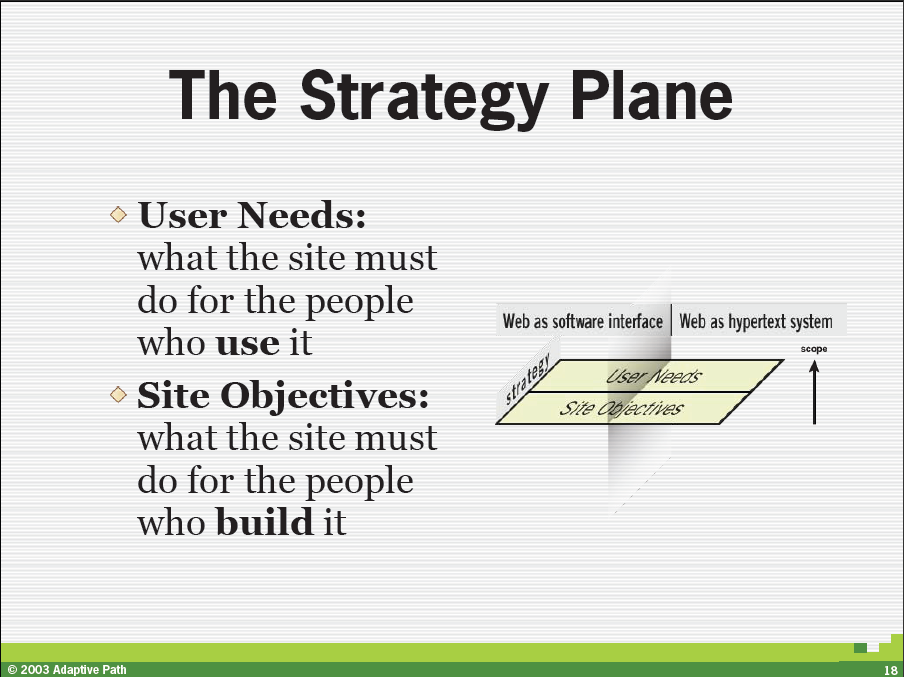 The Strategy Plane
User Needs:
what the site must
do for the people
who use it
Site Objectives:
what the site must
do for the people
who build it
Web as software interface
Web as hypertext system
scope
strategy
User Needs
Site Objectives
© 2003 Adaptive Path
18